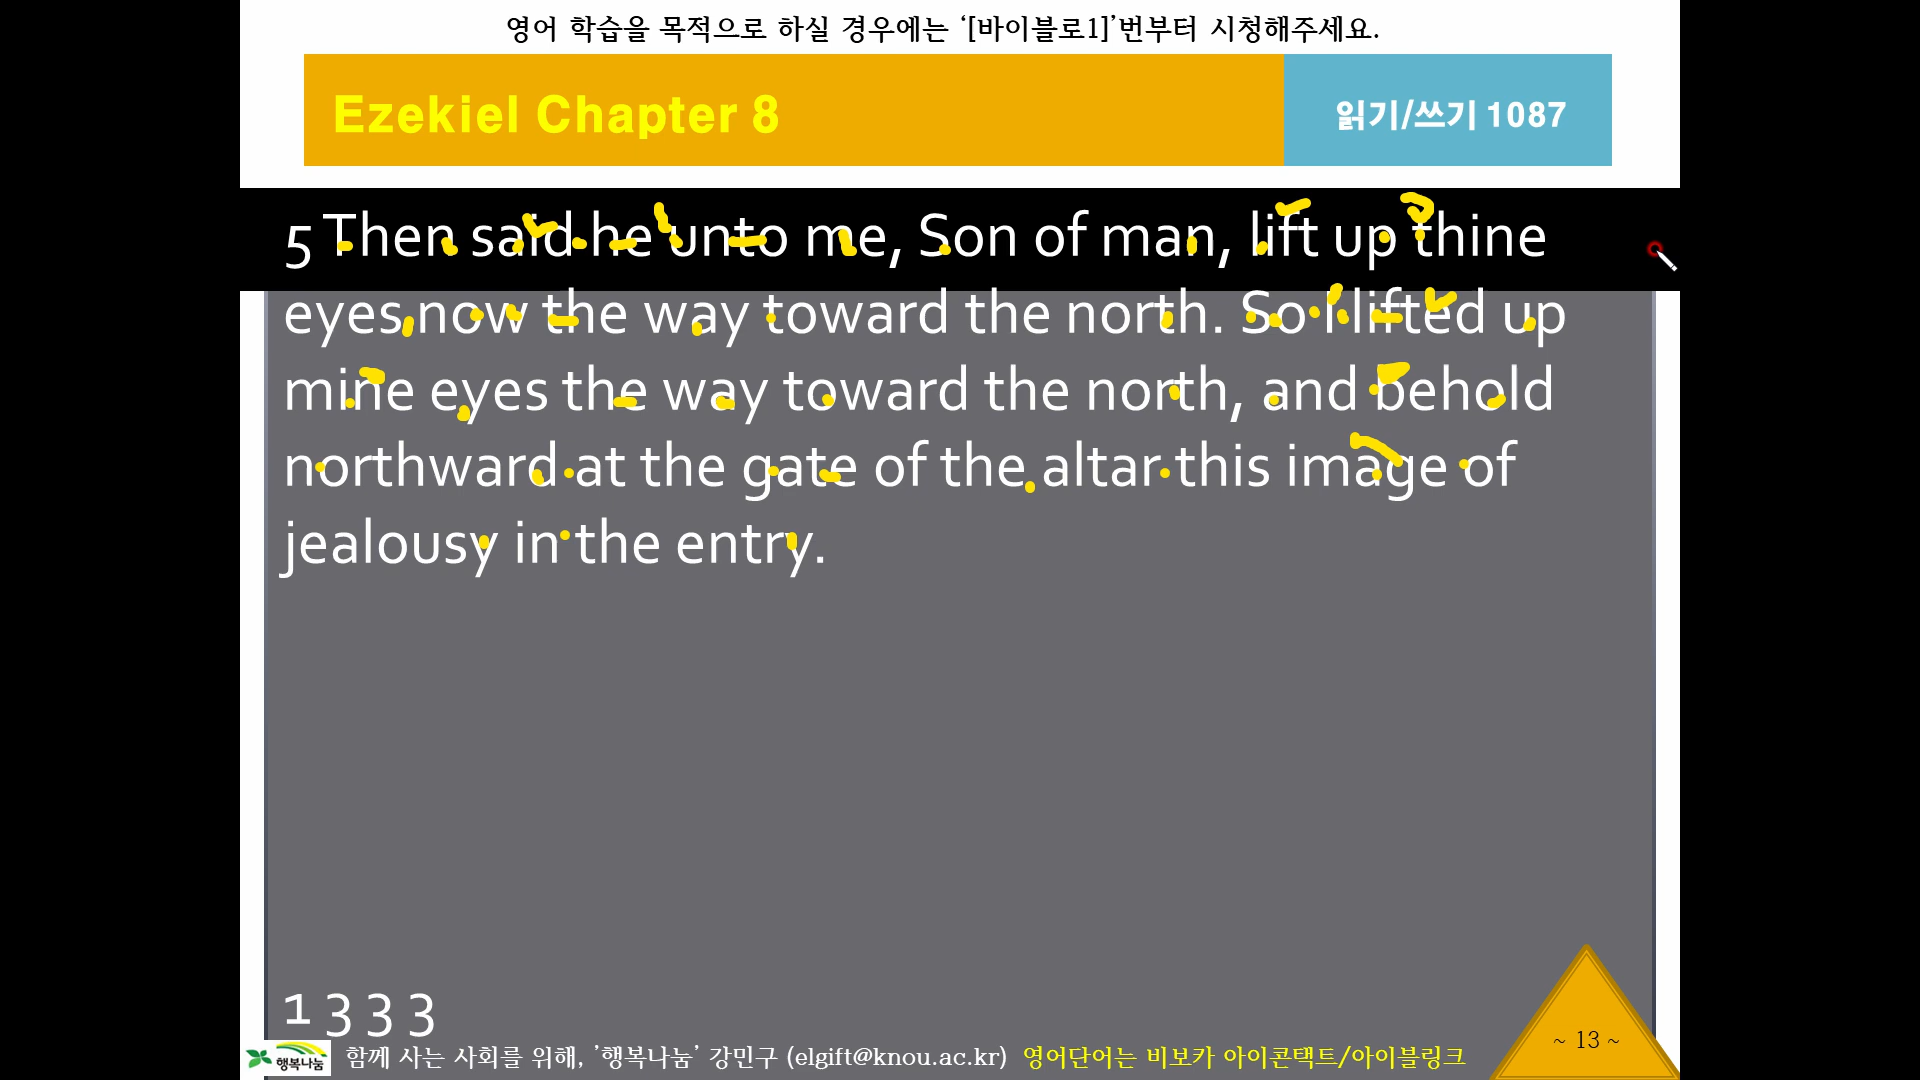 영어 학습을 목적으로 하실 경우에는 ‘[바이블로1]’번부터 시청해주세요.
Ezekiel Chapter 8
읽기/쓰기 1087
5 Then said he unto me, Son of man, lift up thine
eyes now the way toward the north. So I lifted up
mine eyes the way toward the north, and behold
northward at the gate of the altar this image of
jealousy in the entry.
1 3 3 3
~ 13 ~
행복나눔 함께 사는 사회를 위해, ’행복나눔’ 강민구 (elgift@knou.ac.kr) 영어단어는 비보카 아이콘택트/아이블링크